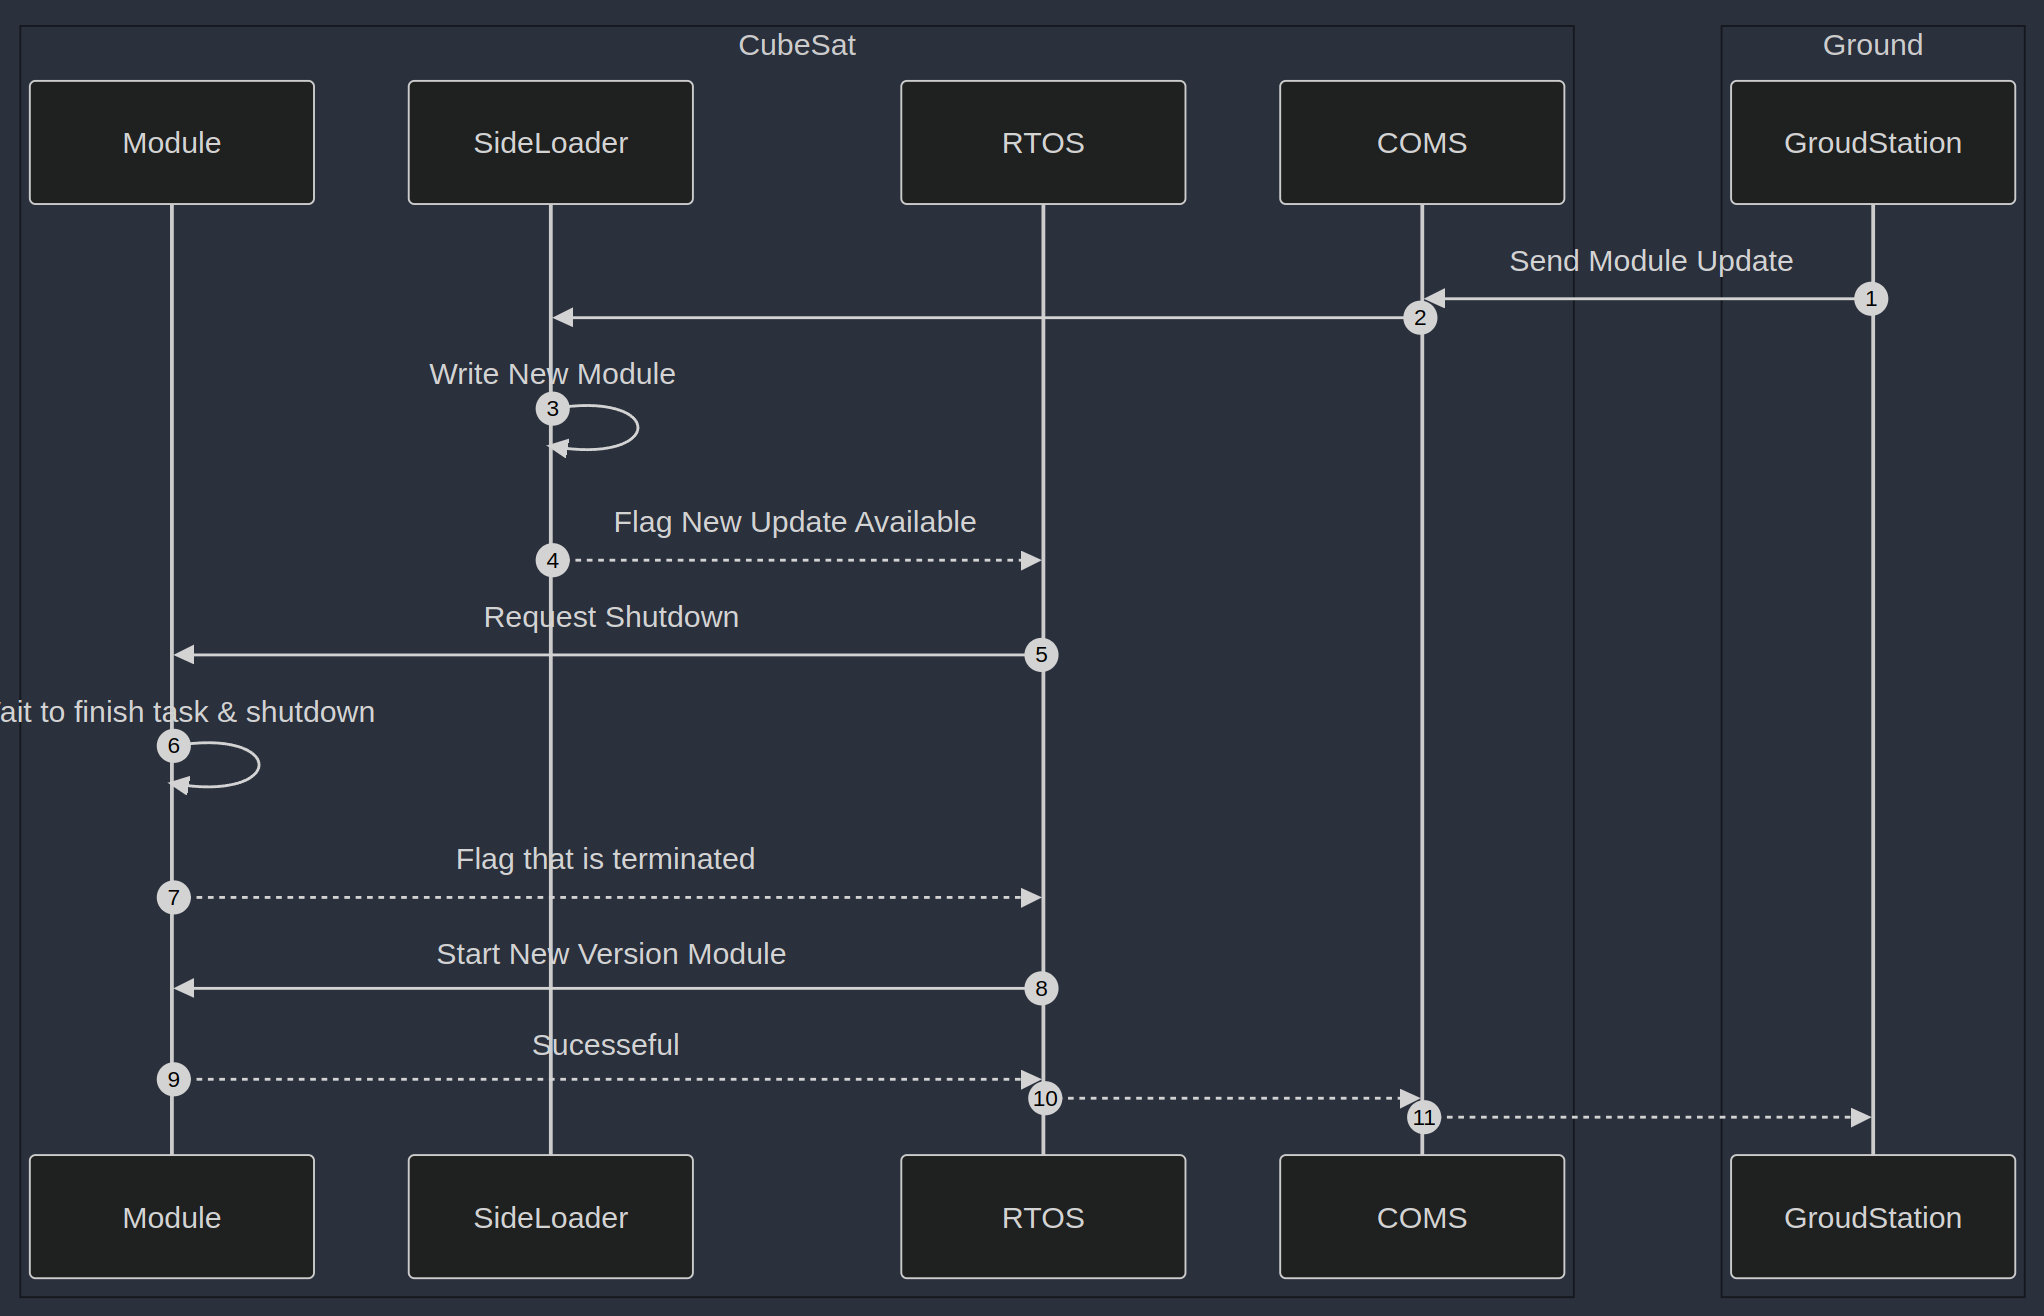 CubeSat
Ground
Module
SideLoader
RTOS
COMS
GroudStation
Send Module Update
1
2
Write New Module
3
Flag New Update Available
4
Request Shutdown
5
ait to finish task & shutdown
6
Flag that is terminated
7
Start New Version Module
8
Sucesseful
9
10
11
Module
SideLoader
RTOS
COMS
GroudStation